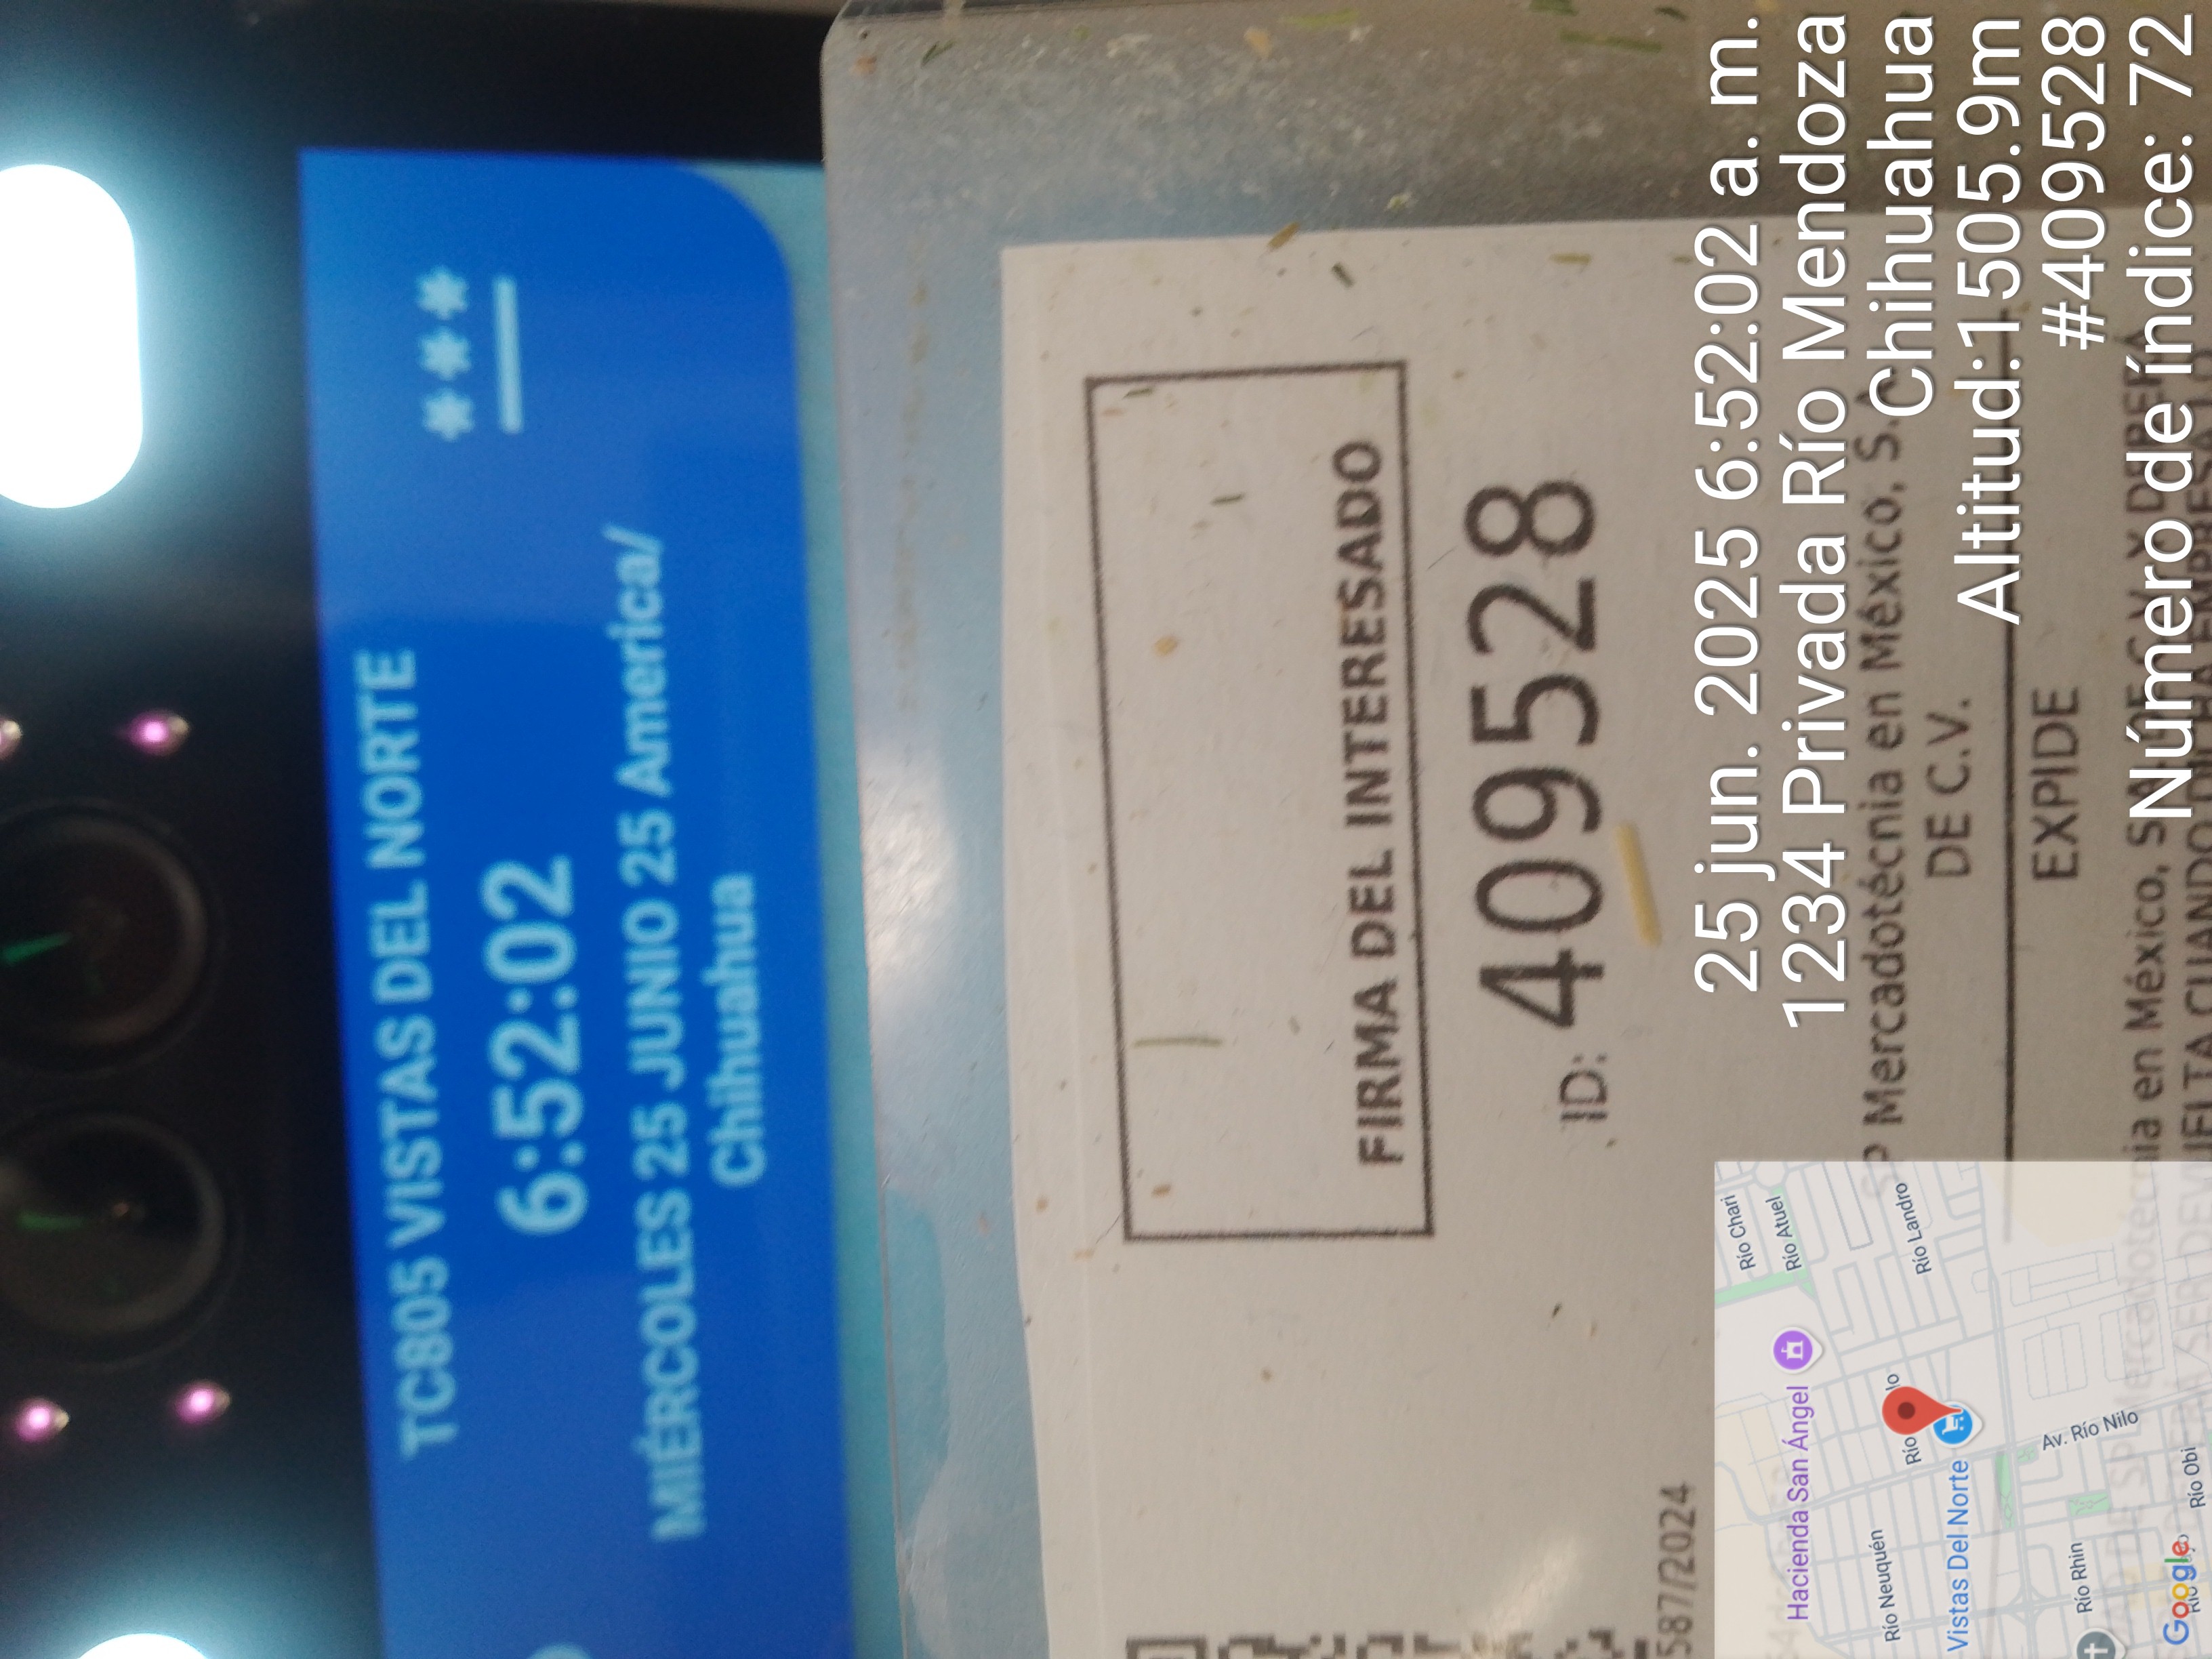 TC805 VISTAS DEL NORTE
***
6:52:02
MIÉRCOLES 25 JUNIO 25 America/
Chihuahua
FIRMA DEL INTERESADO
ID: 409528
587/2024
SP Mercadotécnia en México, S.A.
DE C.V.
EXPIDE
25 jun. 2025 6:52:02 a. m.
1234 Privada Río Mendoza
Chihuahua
Altitud:1505.9m
#409528
Número de índice: 72
Río Chari
Río Atuel
Río Landro
Hacienda San Ángel
Río
lo
Río Neuquén
Vistas Del Norte
Av. Río Nilo
Río Rhin
Río Obi
Google